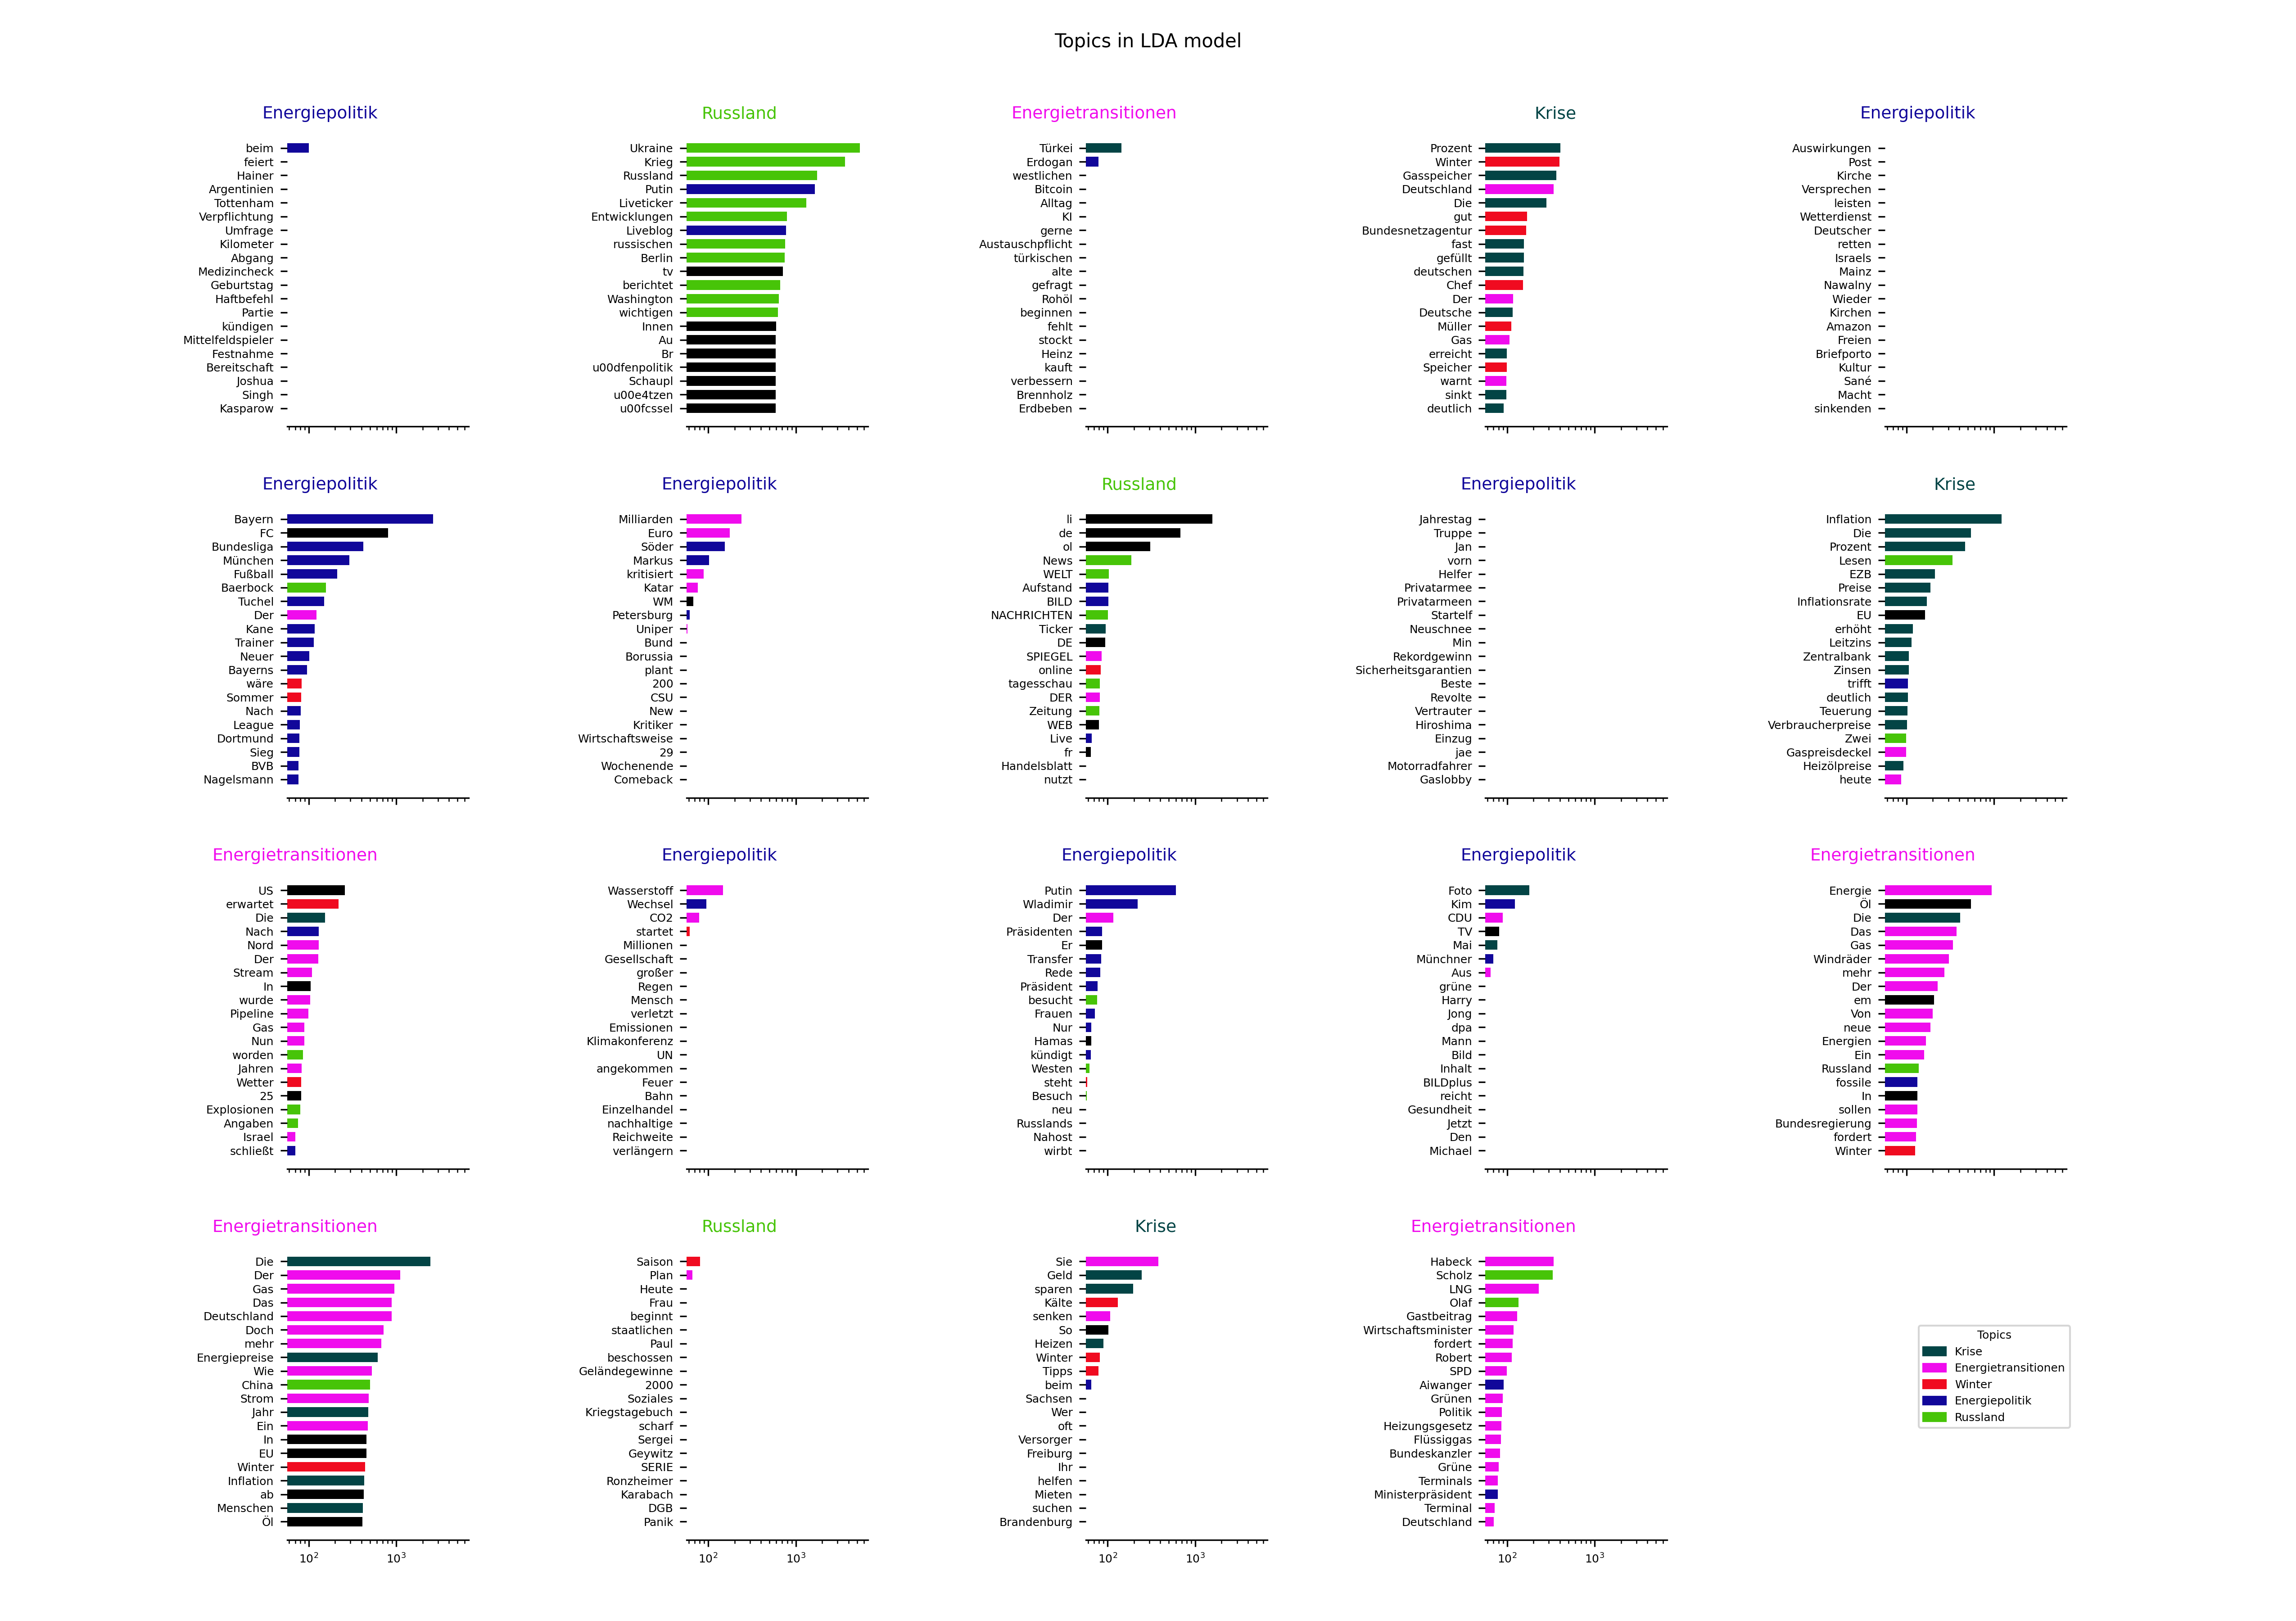 Topics in LDA model
Energiepolitik
beim
feiert
Hainer
Argentinien
Tottenham
Verpflichtung
Umfrage
Kilometer
Abgang
Medizincheck
Geburtstag
Haftbefehl
Partie
kündigen
Mittelfeldspieler
Festnahme
Bereitschaft
Joshua
Singh
Kasparow
Russland
Ukraine
Krieg
Russland
Putin
Liveticker
Entwicklungen
Liveblog
russischen
Berlin
tv
berichtet
Washington
wichtigen
Innen
Au
Br
u00dfenpolitik
Schaupl
u00e4tzen
u00fcssel
Energietransitionen
Türkei
Erdogan
westlichen
Bitcoin
Alltag
KI
gerne
Austauschpflicht
türkischen
alte
gefragt
Rohöl
beginnen
fehlt
stockt
Heinz
kauft
verbessern
Brennholz
Erdbeben
Krise
Prozent
Winter
Gasspeicher
Deutschland
Die
gut
Bundesnetzagentur
fast
gefüllt
deutschen
Chef
Der
Deutsche
Müller
Gas
erreicht
Speicher
warnt
sinkt
deutlich
Energiepolitik
Auswirkungen
Post
Kirche
Versprechen
leisten
Wetterdienst
Deutscher
retten
Israels
Mainz
Nawalny
Wieder
Kirchen
Amazon
Freien
Briefporto
Kultur
Sané
Macht
sinkenden
Energiepolitik
Bayern
FC
Bundesliga
München
Fußball
Baerbock
Tuchel
Der
Kane
Trainer
Neuer
Bayerns
wäre
Sommer
Nach
League
Dortmund
Sieg
BVB
Nagelsmann
Energiepolitik
Milliarden
Euro
Söder
Markus
kritisiert
Katar
WM
Petersburg
Uniper
Bund
Borussia
plant
200
CSU
New
Kritiker
Wirtschaftsweise
29
Wochenende
Comeback
Russland
li
de
ol
News
WELT
Aufstand
BILD
NACHRICHTEN
Ticker
DE
SPIEGEL
online
tagesschau
DER
Zeitung
WEB
Live
fr
Handelsblatt
nutzt
Energiepolitik
Jahrestag
Truppe
Jan
vorn
Helfer
Privatarmee
Privatarmeen
Startelf
Neuschnee
Min
Rekordgewinn
Sicherheitsgarantien
Beste
Revolte
Vertrauter
Hiroshima
Einzug
jae
Motorradfahrer
Gaslobby
Krise
Inflation
Die
Prozent
Lesen
EZB
Preise
Inflationsrate
EU
erhöht
Leitzins
Zentralbank
Zinsen
trifft
deutlich
Teuerung
Verbraucherpreise
Zwei
Gaspreisdeckel
Heizölpreise
heute
Energietransitionen
US
erwartet
Die
Nach
Nord
Der
Stream
In
wurde
Pipeline
Gas
Nun
worden
Jahren
Wetter
25
Explosionen
Angaben
Israel
schließt
Energiepolitik
Wasserstoff
Wechsel
CO2
startet
Millionen
Gesellschaft
großer
Regen
Mensch
verletzt
Emissionen
Klimakonferenz
UN
angekommen
Feuer
Bahn
Einzelhandel
nachhaltige
Reichweite
verlängern
Energiepolitik
Putin
Wladimir
Der
Präsidenten
Er
Transfer
Rede
Präsident
besucht
Frauen
Nur
Hamas
kündigt
Westen
steht
Besuch
neu
Russlands
Nahost
wirbt
Energiepolitik
Foto
Kim
CDU
TV
Mai
Münchner
Aus
grüne
Harry
Jong
dpa
Mann
Bild
Inhalt
BILDplus
reicht
Gesundheit
Jetzt
Den
Michael
Energietransitionen
Energie
Öl
Die
Das
Gas
Windräder
mehr
Der
em
Von
neue
Energien
Ein
Russland
fossile
In
sollen
Bundesregierung
fordert
Winter
Energietransitionen
Die
Der
Gas
Das
Deutschland
Doch
mehr
Energiepreise
Wie
China
Strom
Jahr
Ein
In
EU
Winter
Inflation
ab
Menschen
Öl
10² 10³
Russland
Saison
Plan
Heute
Frau
beginnt
staatlichen
Paul
beschossen
Geländegewinne
2000
Soziales
Kriegstagebuch
scharf
Sergei
Geywitz
SERIE
Ronzheimer
Karabach
DGB
Panik
10² 10³
Krise
Sie
Geld
sparen
Kälte
senken
So
Heizen
Winter
Tipps
beim
Sachsen
Wer
oft
Versorger
Freiburg
Ihr
helfen
Mieten
suchen
Brandenburg
10² 10³
Energietransitionen
Habeck
Scholz
LNG
Olaf
Gastbeitrag
Wirtschaftsminister
fordert
Robert
SPD
Aiwanger
Grünen
Politik
Heizungsgesetz
Flüssiggas
Bundeskanzler
Grüne
Terminals
Ministerpräsident
Terminal
Deutschland
10² 10³
Topics
Krise
Energietransitionen
Winter
Energiepolitik
Russland